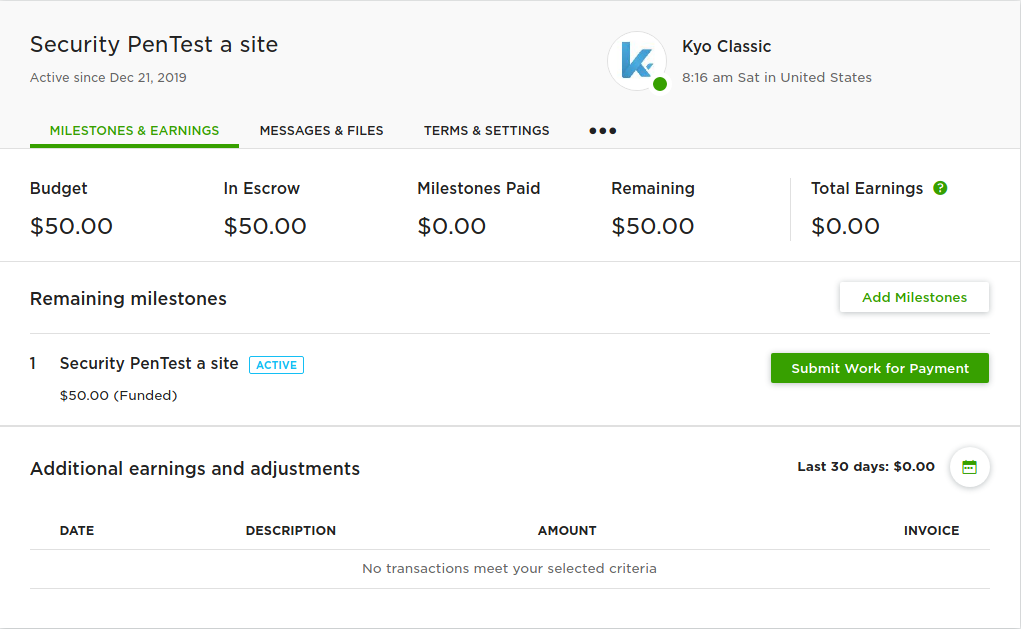 Security PenTest a site
Kyo Classic
Active since Dec 21, 2019
8:16 am Sat in United States
MILESTONES & EARNINGS MESSAGES & FILES TERMS & SETTINGS
Budget In Escrow Milestones Paid Remaining Total Earnings ?
$50.00 $50.00 $0.00 $50.00 $0.00
Remaining milestones Add Milestones
1 Security PenTest a site ACTIVE Submit Work for Payment
$50.00 (Funded)
Additional earnings and adjustments Last 30 days: $0.00
DATE DESCRIPTION AMOUNT INVOICE
No transactions meet your selected criteria